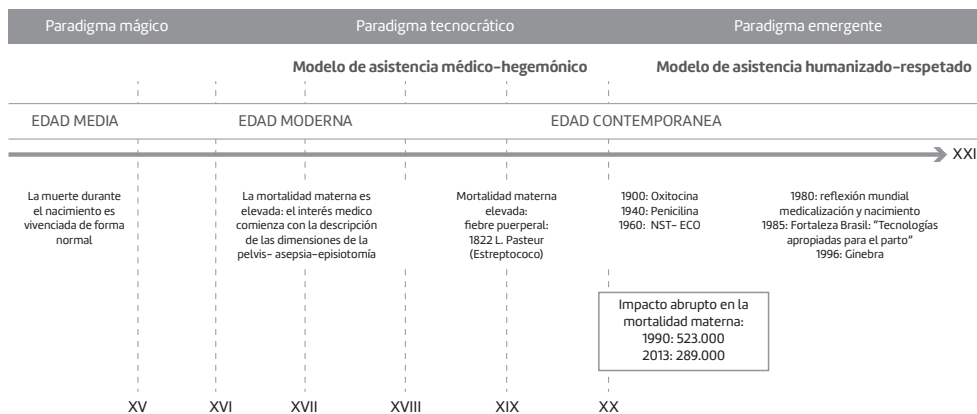 Paradigma mágico
Paradigma tecnocrático
Paradigma emergente
Modelo de asistencia médico-hegemónico
Modelo de asistencia humanizado-respetado
EDAD MEDIA
EDAD MODERNA
EDAD CONTEMPORANEA
XXI
La muerte durante
el nacimiento es
vivenciada de forma
normal
La mortalidad materna es
elevada: el interés medico
comienza con la descripción
de las dimensiones de la
pelvis- asepsia-episiotomía
Mortalidad materna
elevada:
fiebre puerperal:
1822 L. Pasteur
(Estreptococo)
1900: Oxitocina
1940: Penicilina
1960: NST- ECO
1980: reflexión mundial
medicalización y nacimiento
1985: Fortaleza Brasil: “Tecnologías
apropiadas para el parto”
1996: Ginebra
Impacto abrupto en la
mortalidad materna:
1990: 523.000
2013: 289.000
XV
XVI
XVII
XVIII
XIX
XX